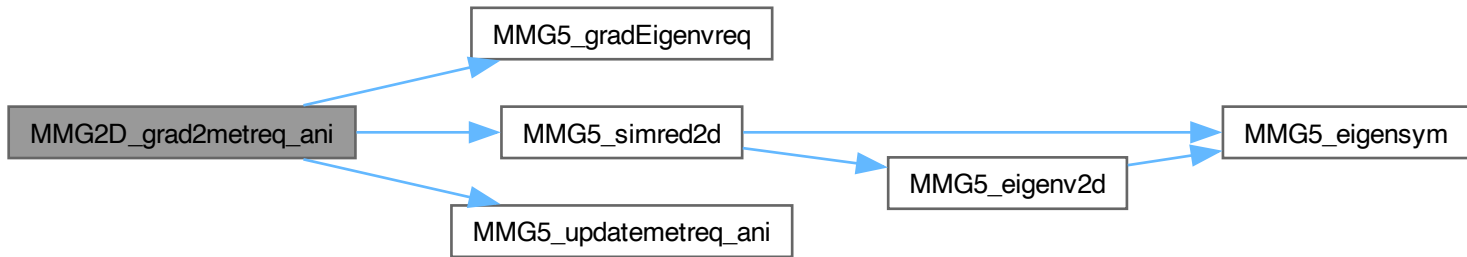 MMG5_gradEigenvreq
MMG2D_grad2metreq_ani
MMG5_simred2d
MMG5_eigensym
MMG5_eigenv2d
MMG5_updatemetreq_ani